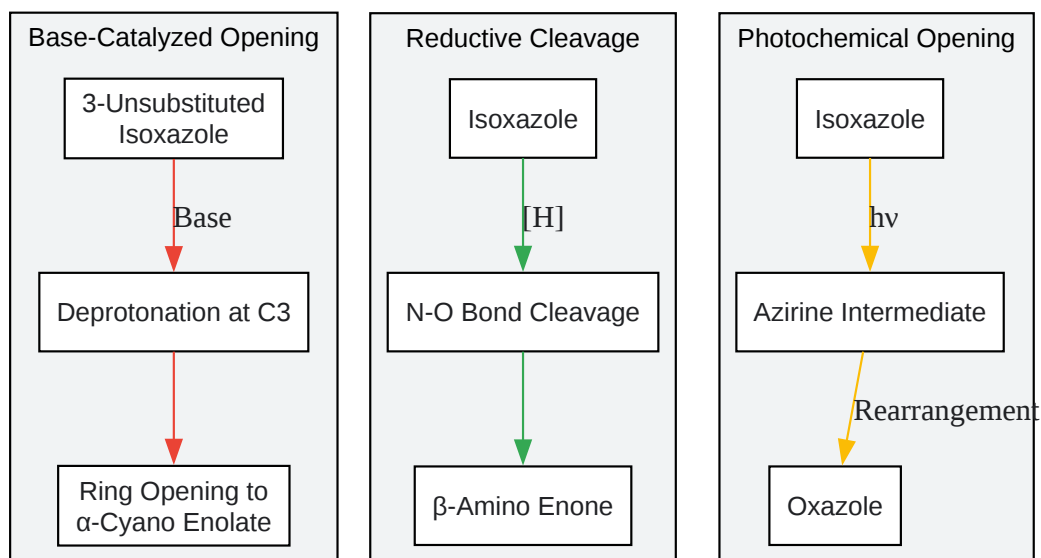 Base-Catalyzed Opening
3-Unsubstituted
Isoxazole
Base
Deprotonation at C3
Ring Opening to
α-Cyano Enolate
Reductive Cleavage
Isoxazole
[H]
N-O Bond Cleavage
β-Amino Enone
Photochemical Opening
Isoxazole
hν
Azirine Intermediate
Rearrangement
Oxazole